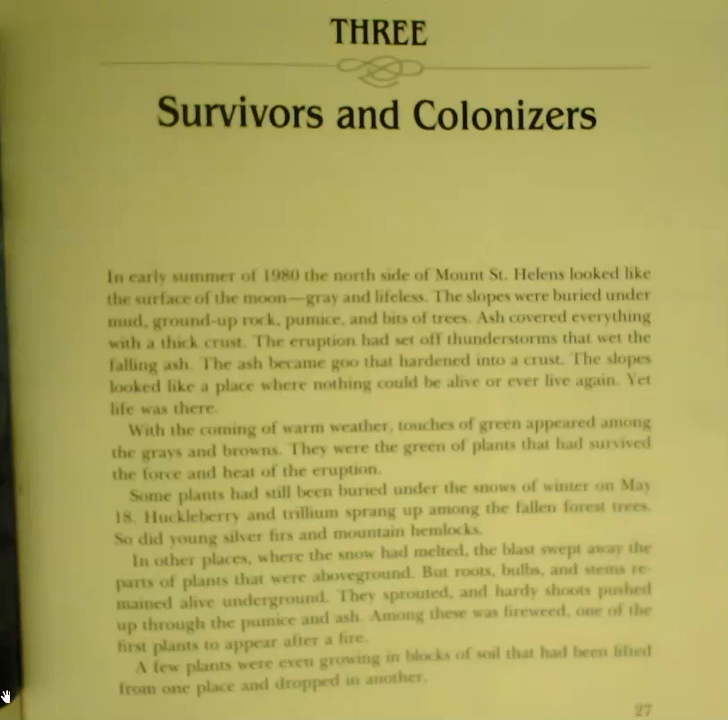 THREE
Survivors and Colonizers
In early summer of 1980 the north side of Mount St. Helens looked like
the surface of the moon—gray and lifeless. The slopes were buried under
mud, ground-up rock, pumice, and bits of trees. Ash covered everything
with a thick crust. The eruption had set off thunderstorms that wet the
falling ash. The ash became goo that hardened into a crust. The slopes
looked like a place where nothing could be alive or ever live again. Yet
life was there.
With the coming of warm weather, touches of green appeared among
the grays and browns. They were the green of plants that had survived
the force and heat of the eruption.
Some plants had still been buried under the snows of winter on May
18. Huckleberry and trillium sprang up among the fallen forest trees.
So did young silver firs and mountain hemlocks.
In other places, where the snow had melted, the blast swept away the
parts of plants that were aboveground. But roots, bulbs, and stems re-
mained alive underground. They sprouted, and hardy shoots pushed
up through the pumice and ash. Among these was fireweed, one of the
first plants to appear after a fire.
A few plants were even growing in blocks of soil that had been lifted
from one place and dropped in another.
27